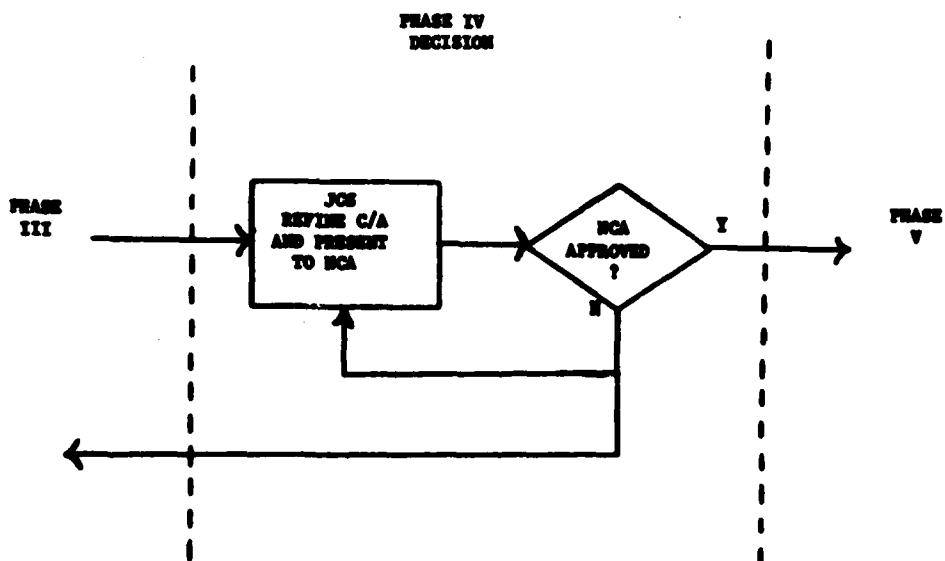 PHASE IV
DECISION
PHASE
III
JCS
REFINE C/A
AND PRESENT
TO NCA
NCA
APPROVED
?
Y
N
PHASE
V